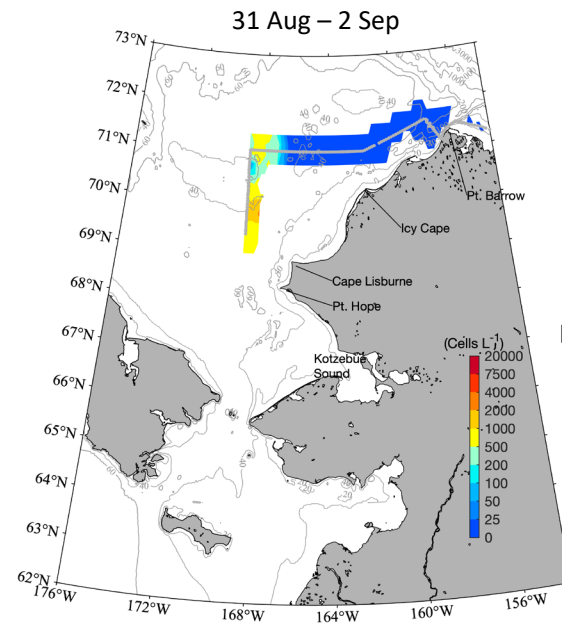 31 Aug – 2 Sep
73°N
72°N
71°N
70°N
69°N
68°N
67°N
66°N
65°N
64°N
63°N
62°N
Pt. Barrow
Icy Cape
Cape Lisburne
Pt. Hope
Kotzebue
Sound
(Cells L⁻¹)
20000
7500
4000
2000
1000
500
200
100
50
25
0
176°W
172°W
168°W
164°W
160°W
156°W